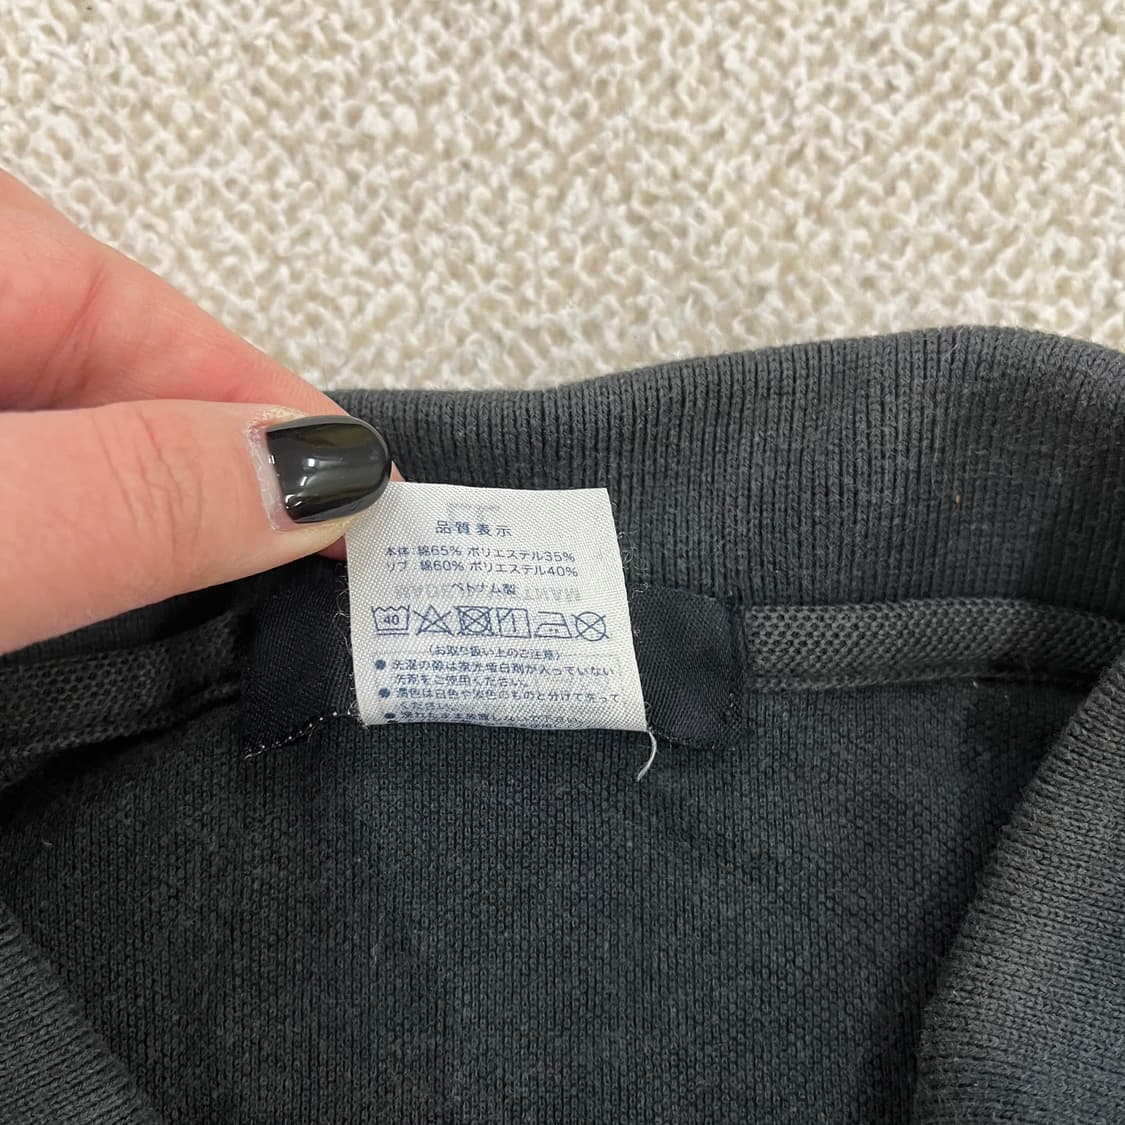 品質表示
本体 綿65% ポリエステル35%
リブ 綿60% ポリエステル40%
ベトナム製
40
(お取り扱い上のご注意)
●洗濯の際は蛍光増白剤が入っていない
洗剤をご使用ください。
●濃色は白色や淡色のものと分けて洗って
ください。